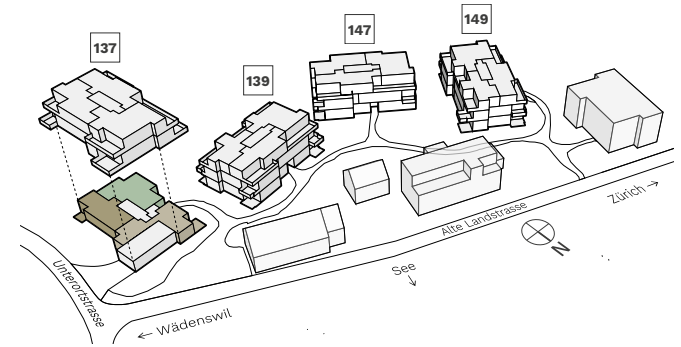 149
147
137
139
Zürich →
Alte Landstrasse
N
See
↓
Unterortstrasse
← Wädenswil